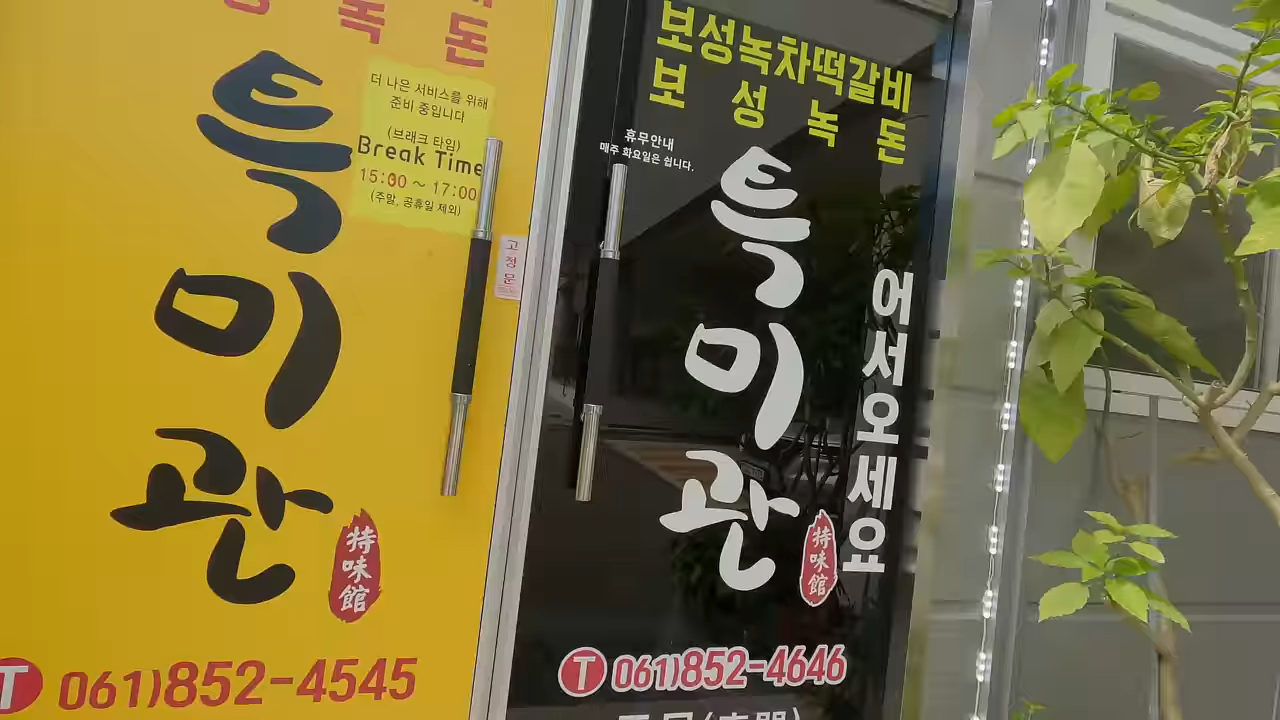 녹 돈
더 나은 서비스를 위해
준비 중입니다
(브래크 타임)
Break Time
15:00 ~ 17:00
(주말, 공휴일 제외)
특미관
特味館
고정문
T 061)852-4545
보성녹차떡갈비
보성녹돈
휴무안내
매주 화요일은 쉽니다.
특미관
特味館
어서오세요
T 061)852-4646